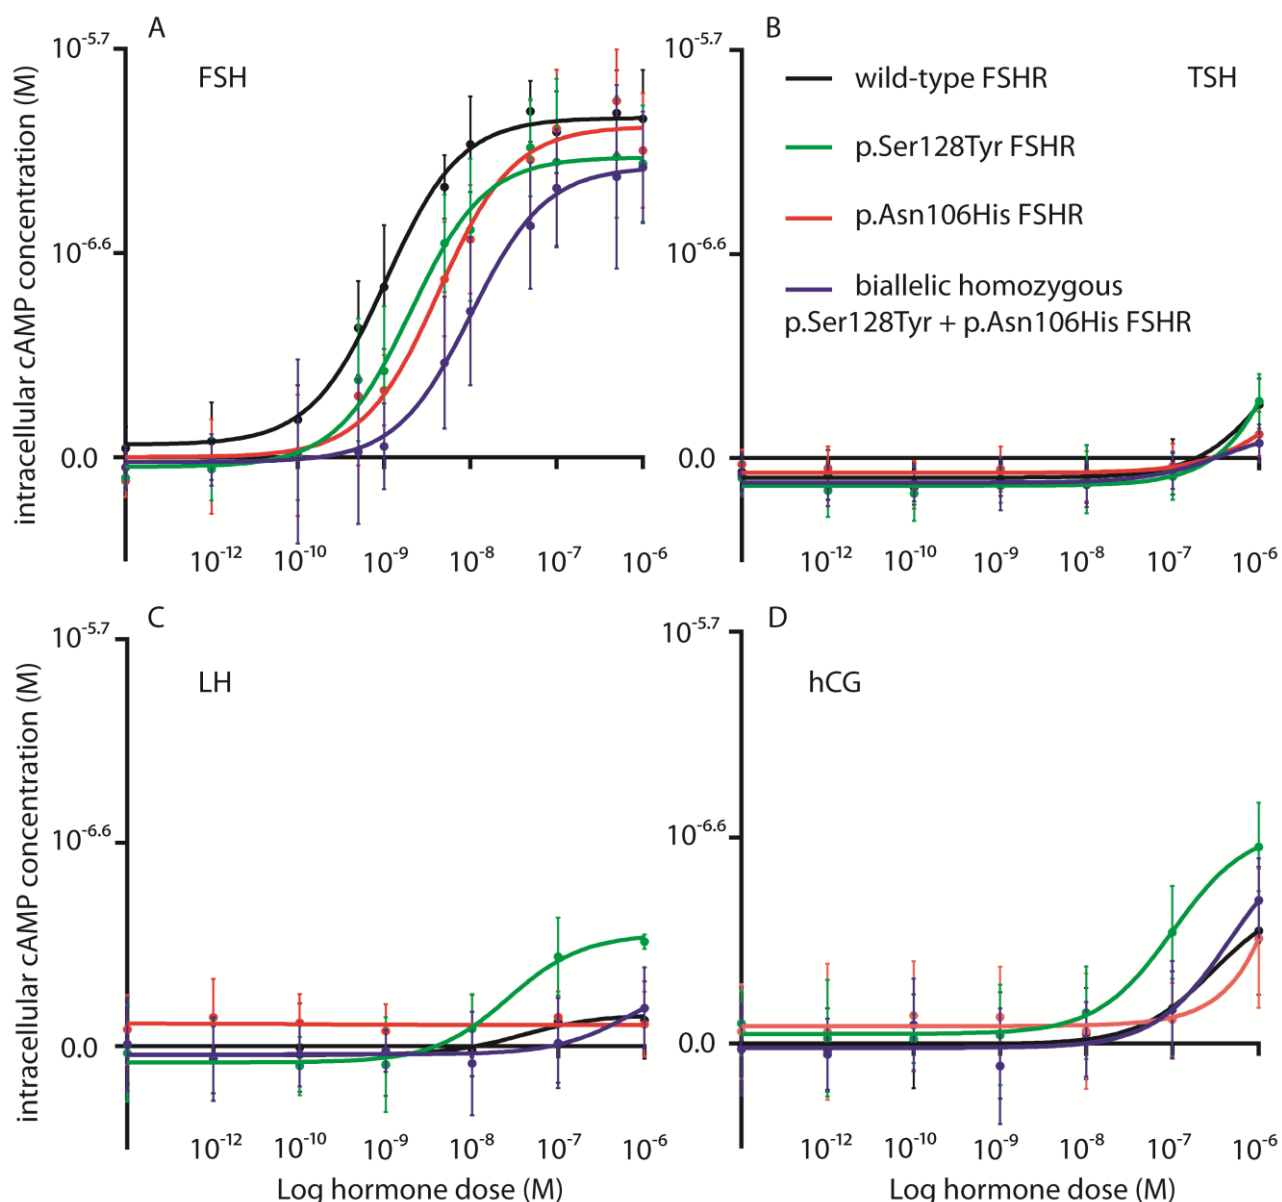 A
FSH
intracellular cAMP concentration (M)
10-5.7
10-6.6
0.0
10-12 10-10 10-9 10-8 10-7 10-6
B
TSH
wild-type FSHR
p.Ser128Tyr FSHR
p.Asn106His FSHR
biallelic homozygous
p.Ser128Tyr + p.Asn106His FSHR
10-5.7
10-6.6
0.0
10-12 10-10 10-9 10-8 10-7 10-6
C
LH
intracellular cAMP concentration (M)
10-5.7
10-6.6
0.0
10-12 10-10 10-9 10-8 10-7 10-6
Log hormone dose (M)
D
hCG
10-5.7
10-6.6
0.0
10-12 10-10 10-9 10-8 10-7 10-6
Log hormone dose (M)